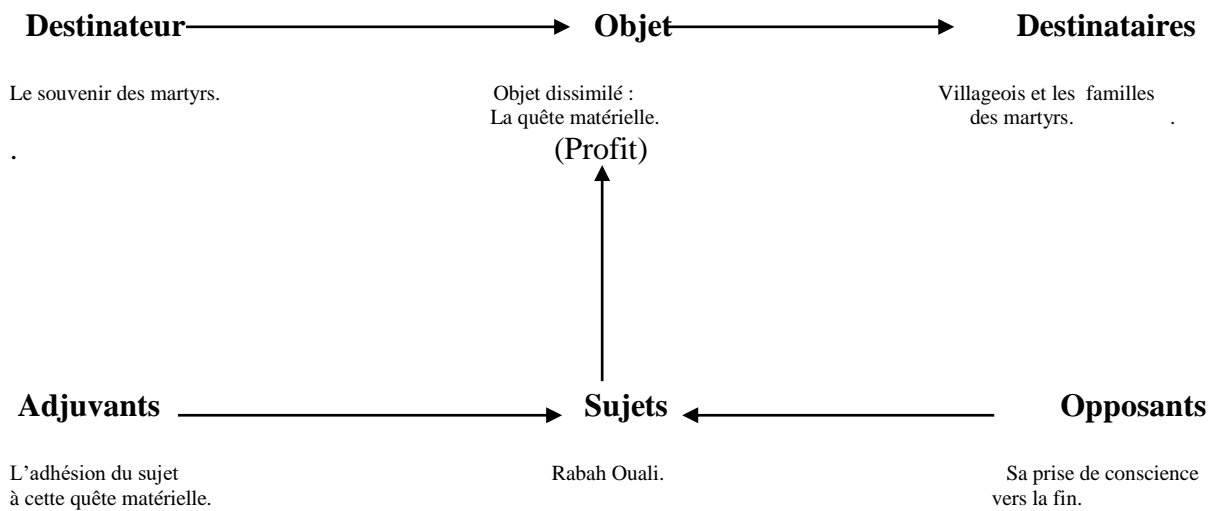 Destinateur Objet Destinataires
Le souvenir des martyrs. Objet dissimilé : Villageois et les familles
La quête matérielle. des martyrs. .
. (Profit)
Adjuvants Sujets Opposants
L'adhésion du sujet Rabah Ouali. Sa prise de conscience
à cette quête matérielle. vers la fin.